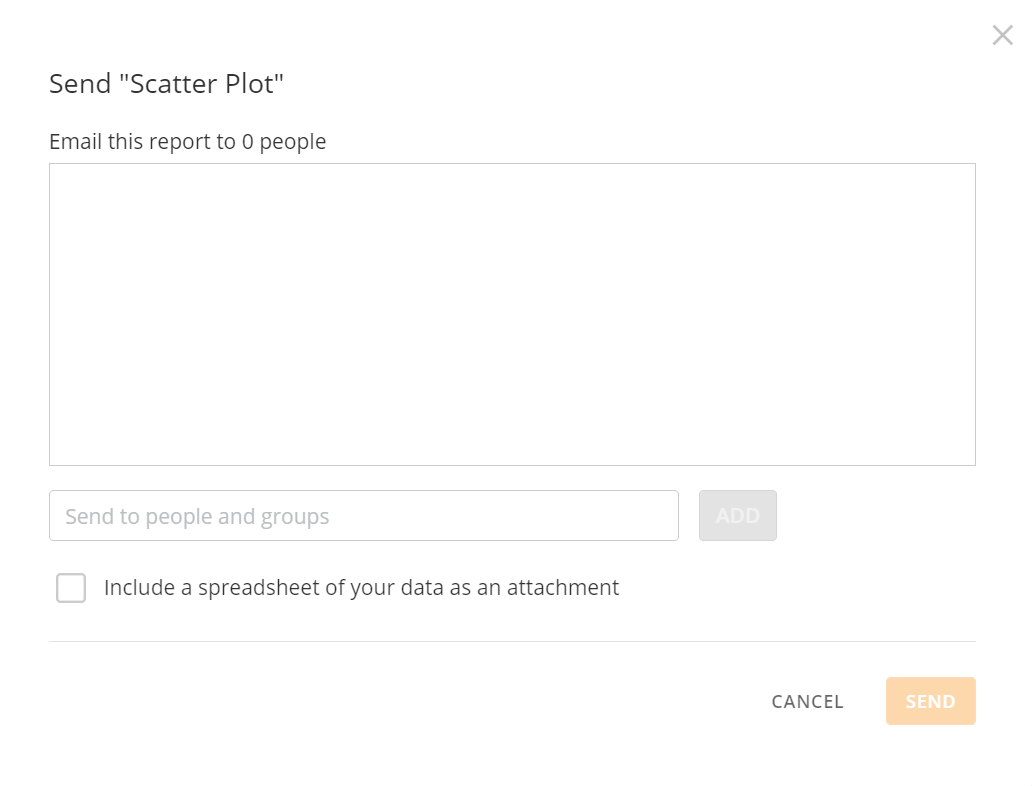 Send "Scatter Plot"
Email this report to 0 people
Send to people and groups
ADD
Include a spreadsheet of your data as an attachment
CANCEL
SEND